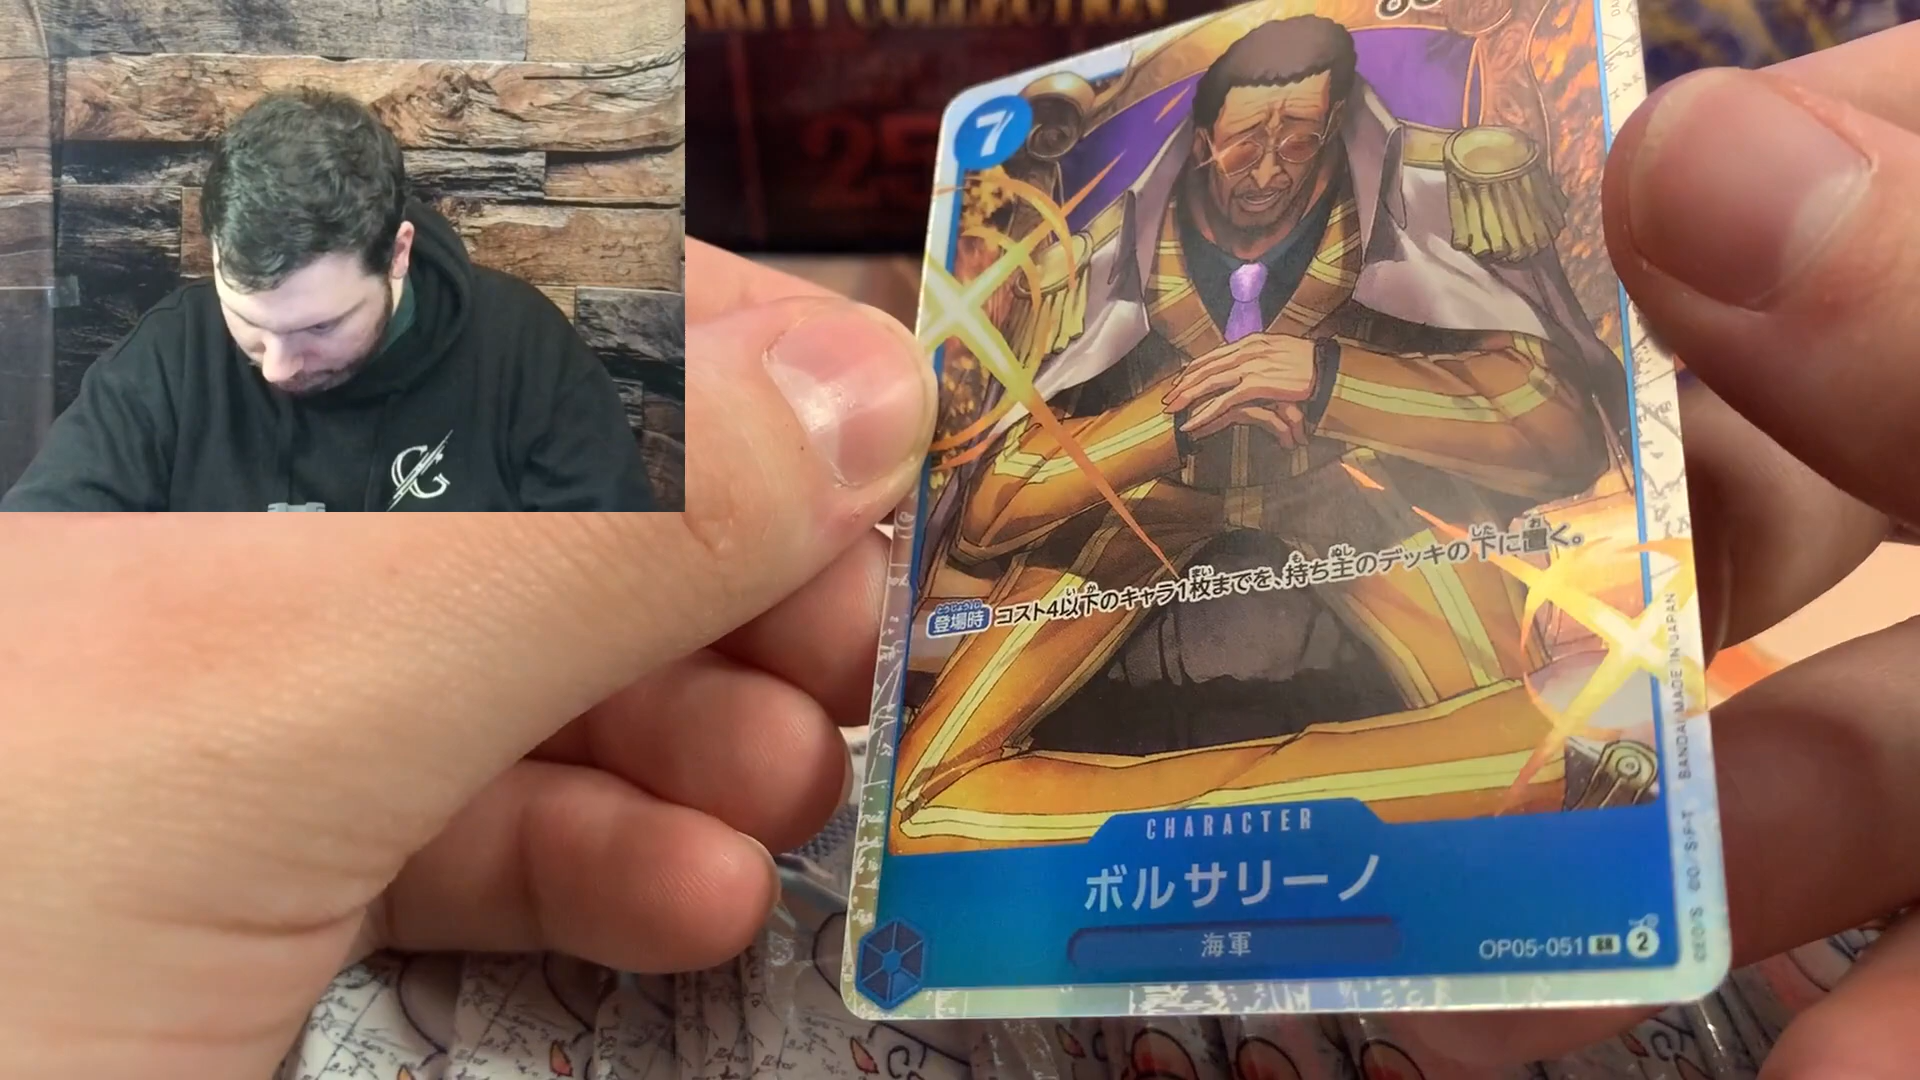 COLLECTION
25
7
登場時 コスト4以下のキャラ1枚までを、持ち主のデッキの下に置く。
CHARACTER
ボルサリーノ
海軍
OP05-051 2
BANDAI MADE IN JAPAN
CG